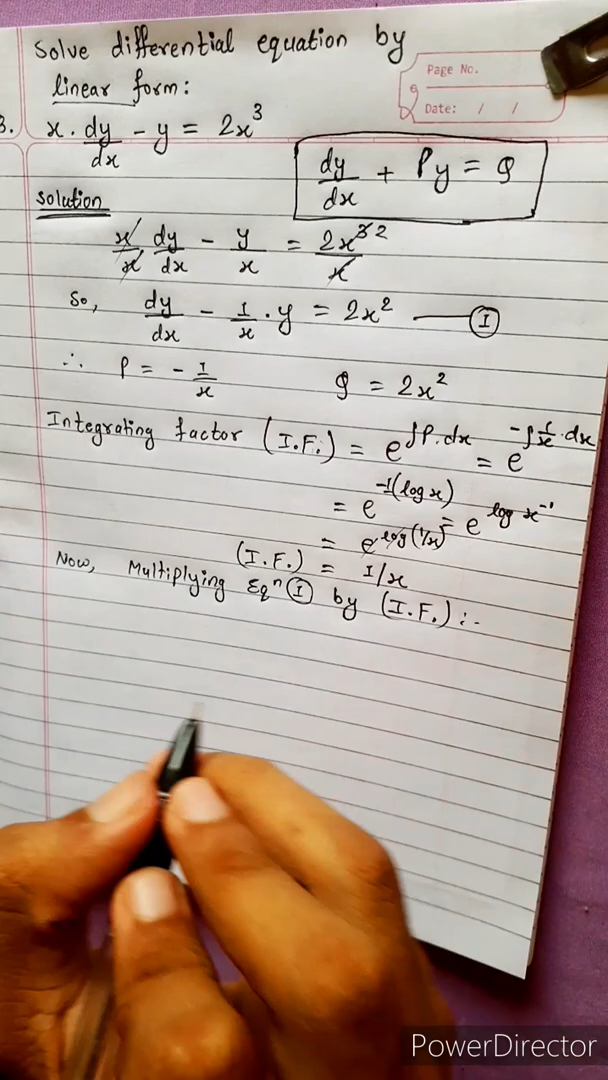 Solve differential equation by
linear form:
Page No.
Date: / /
3. x. dy/dx - y = 2x³
dy/dx + Py = Q
Solution
x/x dy/dx - y/x = 2x³ ²/x
So, dy/dx - 1/x . y = 2x² — I
∴ P = - 1/x Q = 2x²
Integrating factor (I.F.) = e^∫P.dx = e^-∫1/x.dx
= e^-1(log x) = e^log x⁻¹
= e^log(1/x)
(I.F.) = 1/x
Now, Multiplying Eqⁿ I by (I.F.) :-
PowerDirector